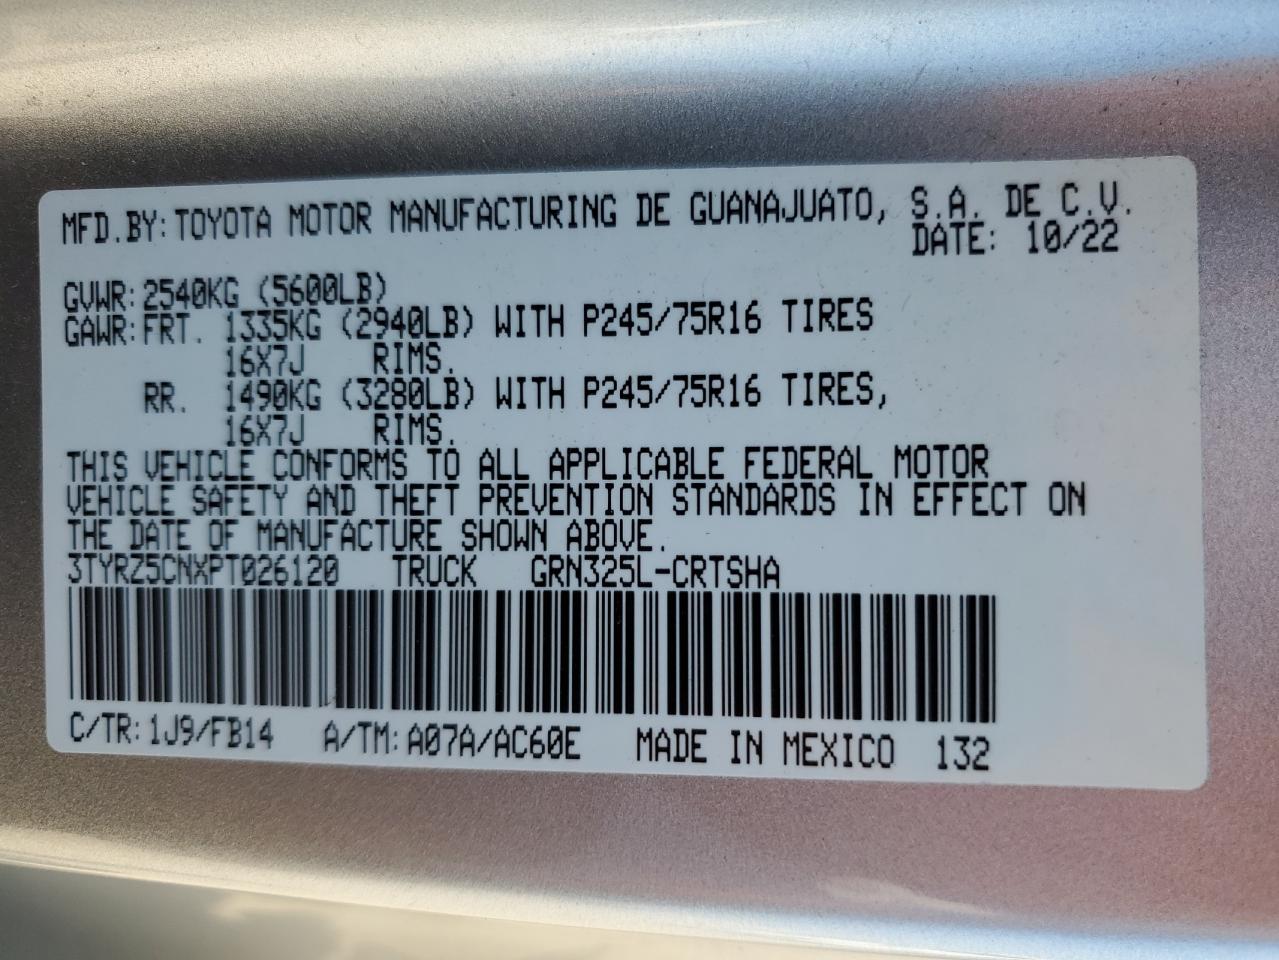 MFD.BY:TOYOTA MOTOR MANUFACTURING DE GUANAJUATO, S.A. DE C.V.
DATE: 10/22
GVWR:2540KG (5600LB)
GAWR:FRT. 1335KG (2940LB) WITH P245/75R16 TIRES
16X7J RIMS.
RR. 1490KG (3280LB) WITH P245/75R16 TIRES,
16X7J RIMS.
THIS VEHICLE CONFORMS TO ALL APPLICABLE FEDERAL MOTOR
VEHICLE SAFETY AND THEFT PREVENTION STANDARDS IN EFFECT ON
THE DATE OF MANUFACTURE SHOWN ABOVE.
3TYRZ5CNXPT026120 TRUCK GRN325L-CRTSHA
C/TR:1J9/FB14 A/TM:A07A/AC60E MADE IN MEXICO 132